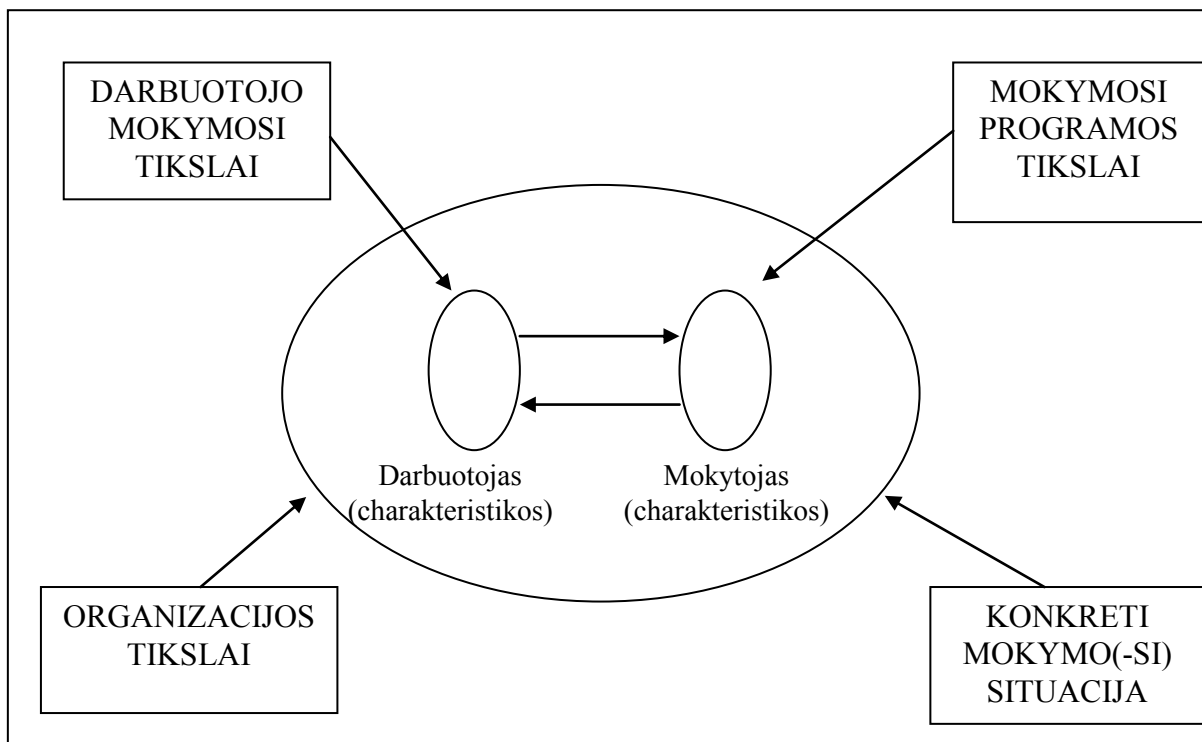 DARBUOTOJO
MOKYMOSI
TIKSLAI
MOKYMOSI
PROGRAMOS
TIKSLAI
Darbuotojas
(charakteristikos)
Mokytojas
(charakteristikos)
ORGANIZACIJOS
TIKSLAI
KONKRETI
MOKYMO(-SI)
SITUACIJA